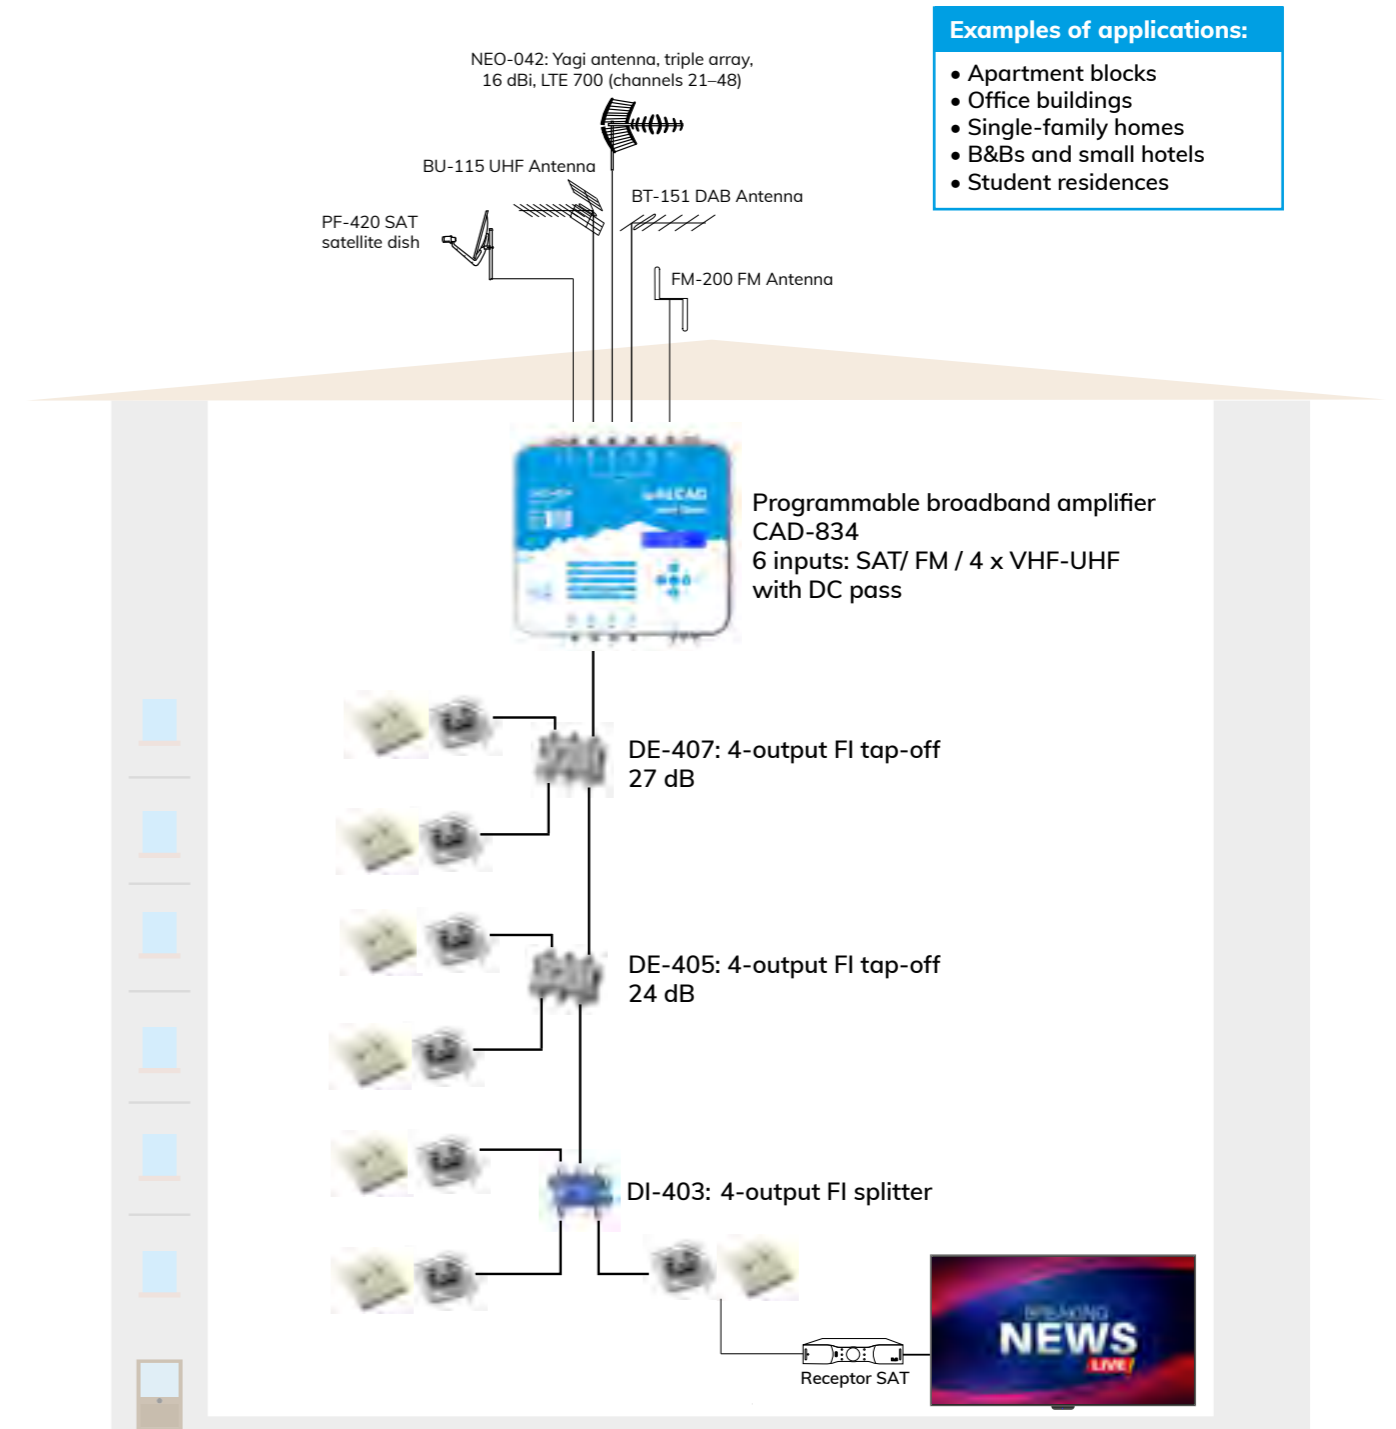 Examples of applications:
• Apartment blocks
• Office buildings
• Single-family homes
• B&Bs and small hotels
• Student residences
NEO-042: Yagi antenna, triple array,
16 dBi, LTE 700 (channels 21–48)
BU-115 UHF Antenna
BT-151 DAB Antenna
PF-420 SAT
satellite dish
FM-200 FM Antenna
ALCAD
Programmable broadband amplifier
CAD-834
6 inputs: SAT/ FM / 4 x VHF-UHF
with DC pass
DE-407: 4-output FI tap-off
27 dB
DE-405: 4-output FI tap-off
24 dB
DI-403: 4-output FI splitter
BREAKING
NEWS
LIVE
Receptor SAT